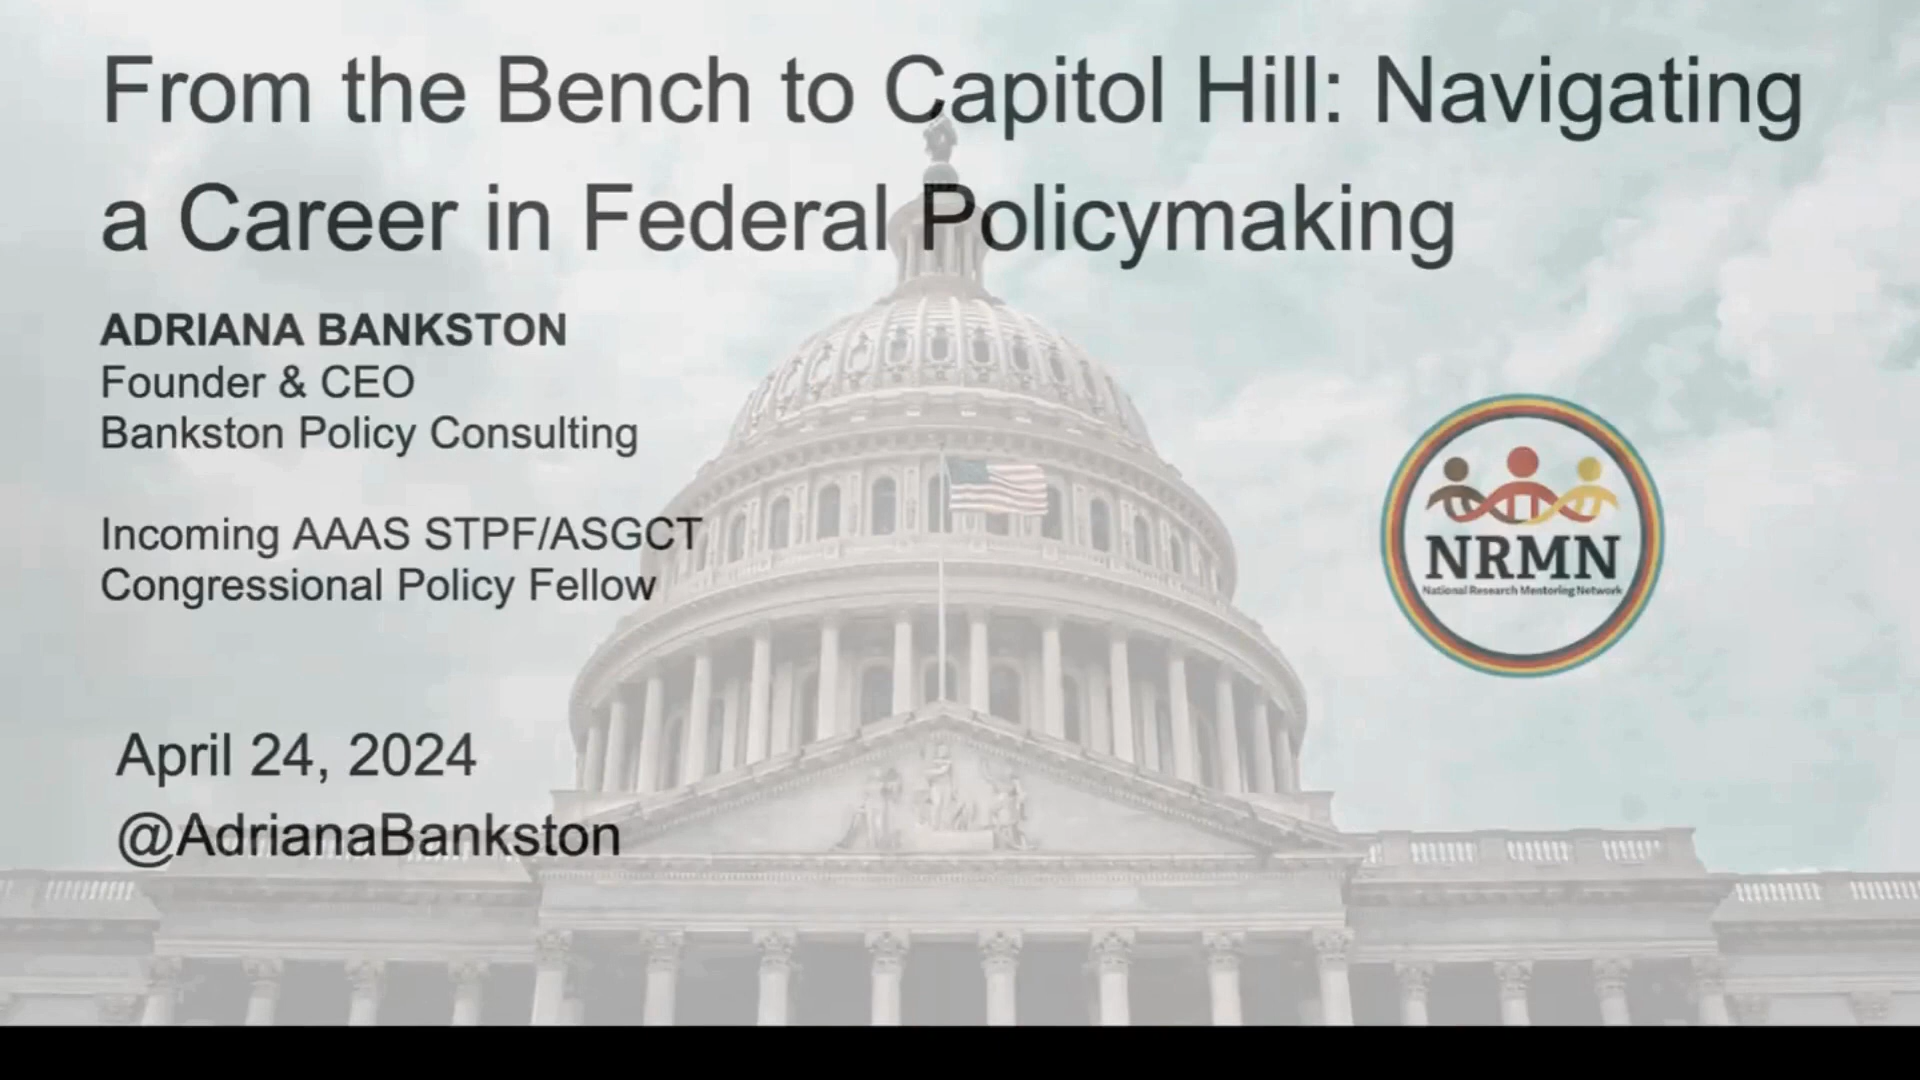 From the Bench to Capitol Hill: Navigating
a Career in Federal Policymaking
ADRIANA BANKSTON
Founder & CEO
Bankston Policy Consulting
Incoming AAAS STPF/ASGCT
Congressional Policy Fellow
NRMN
National Research Mentoring Network
April 24, 2024
@AdrianaBankston